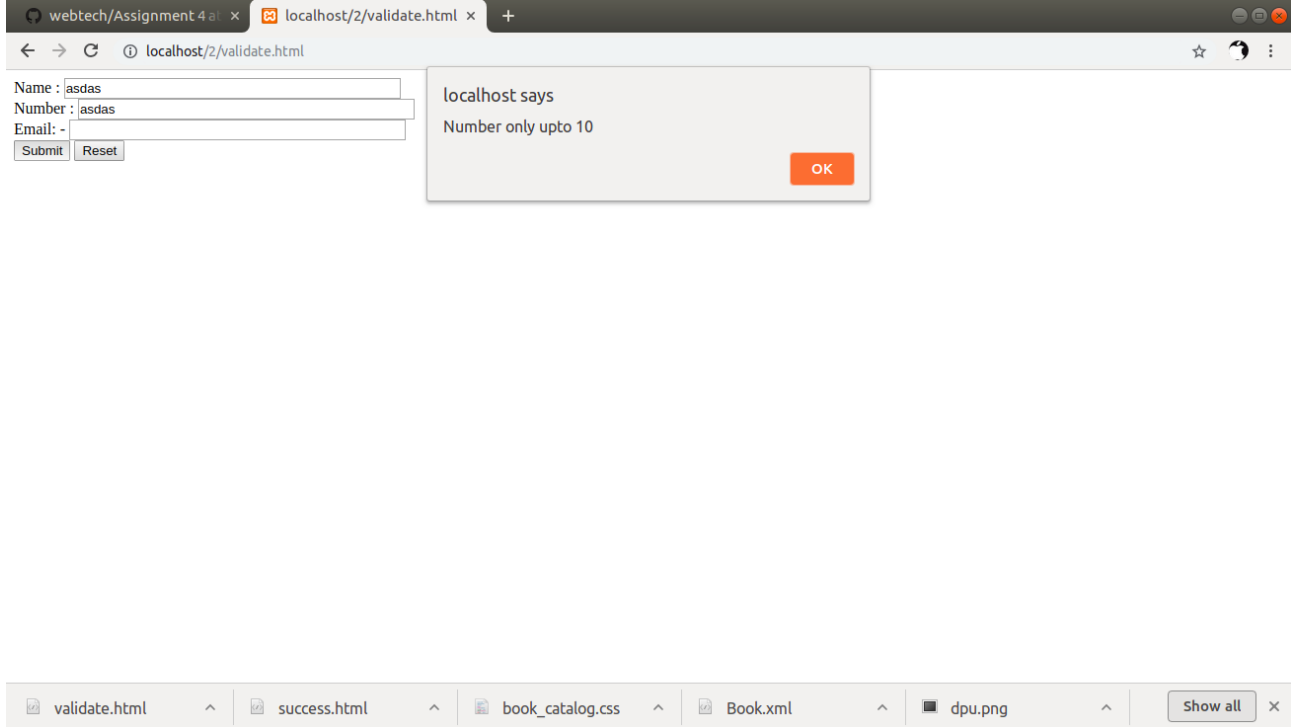 webtech/Assignment 4 at
localhost/2/validate.html
localhost/2/validate.html
Name : asdas
Number : asdas
Email: -
Submit Reset
localhost says
Number only upto 10
OK
validate.html success.html book_catalog.css Book.xml dpu.png Show all